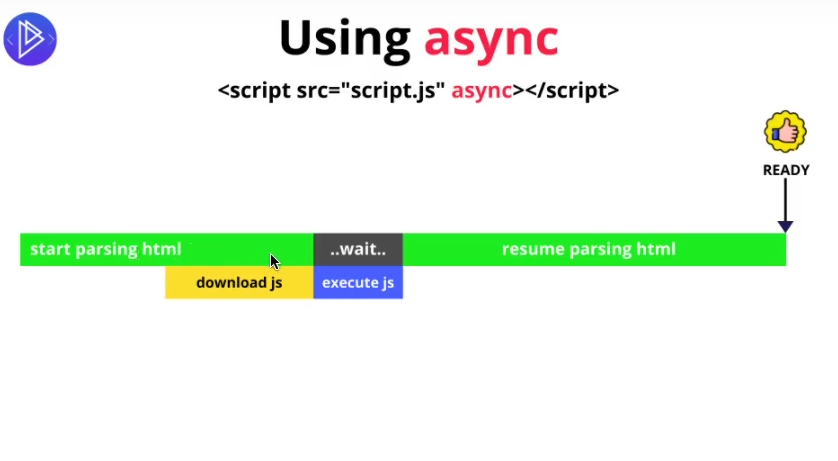 Using async
<script src="script.js" async></script>
READY
start parsing html
..wait..
resume parsing html
download js
execute js